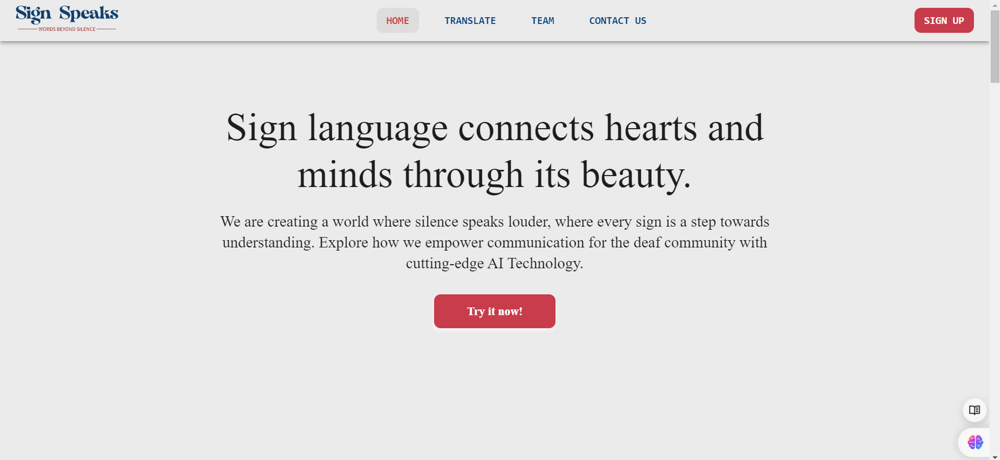 Sign Speaks
WORDS BEYOND SILENCE
HOME
TRANSLATE
TEAM
CONTACT US
SIGN UP
Sign language connects hearts and
minds through its beauty.
We are creating a world where silence speaks louder, where every sign is a step towards
understanding. Explore how we empower communication for the deaf community with
cutting-edge AI Technology.
Try it now!